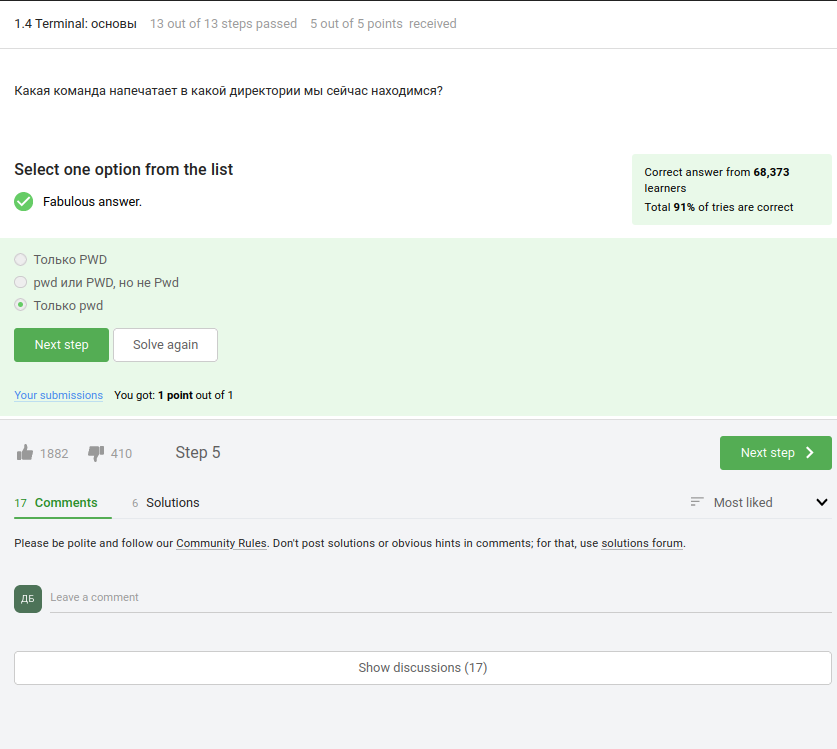 1.4 Terminal: основы 13 out of 13 steps passed 5 out of 5 points received
Какая команда напечатает в какой директории мы сейчас находимся?
Select one option from the list
Fabulous answer.
Correct answer from 68,373
learners
Total 91% of tries are correct
Только PWD
pwd или PWD, но не Pwd
Только pwd
Next step Solve again
Your submissions You got: 1 point out of 1
1882 410 Step 5 Next step
17 Comments 6 Solutions Most liked
Please be polite and follow our Community Rules. Don't post solutions or obvious hints in comments; for that, use solutions forum.
ДБ Leave a comment
Show discussions (17)